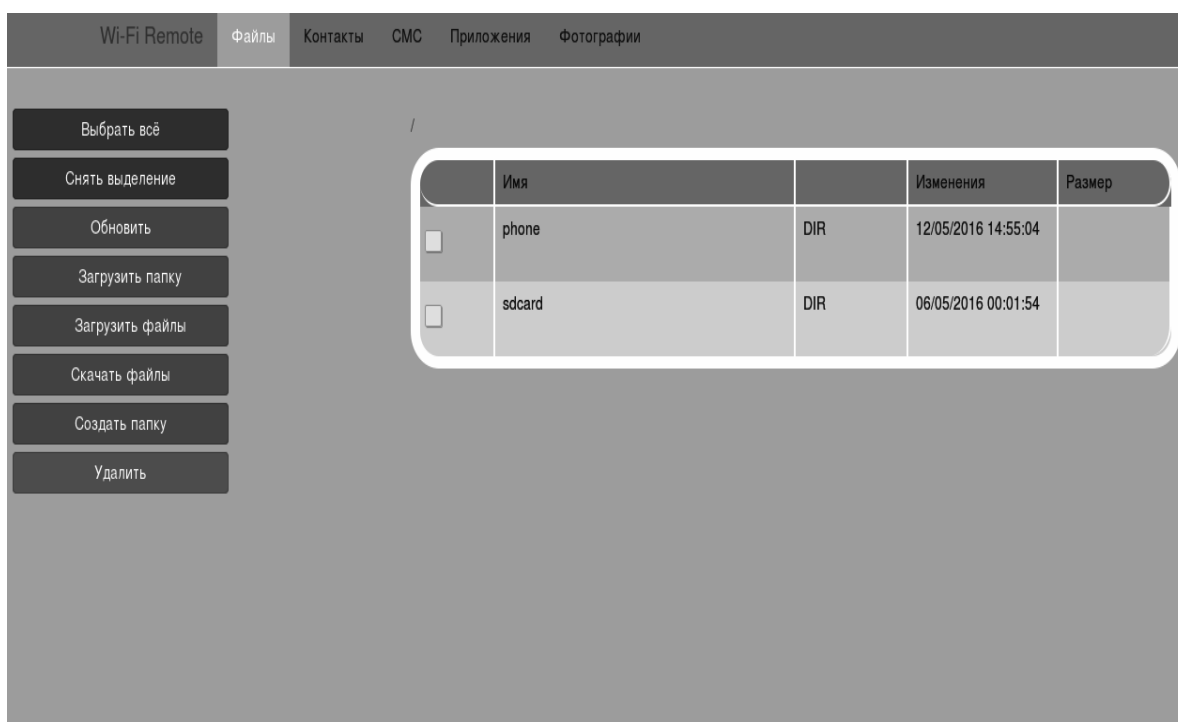 Wi-Fi Remote Файлы Контакты СМС Приложения Фотографии
Выбрать всё
Снять выделение
Обновить
Загрузить папку
Загрузить файлы
Скачать файлы
Создать папку
Удалить
/
Имя Изменения Размер
phone DIR 12/05/2016 14:55:04
sdcard DIR 06/05/2016 00:01:54